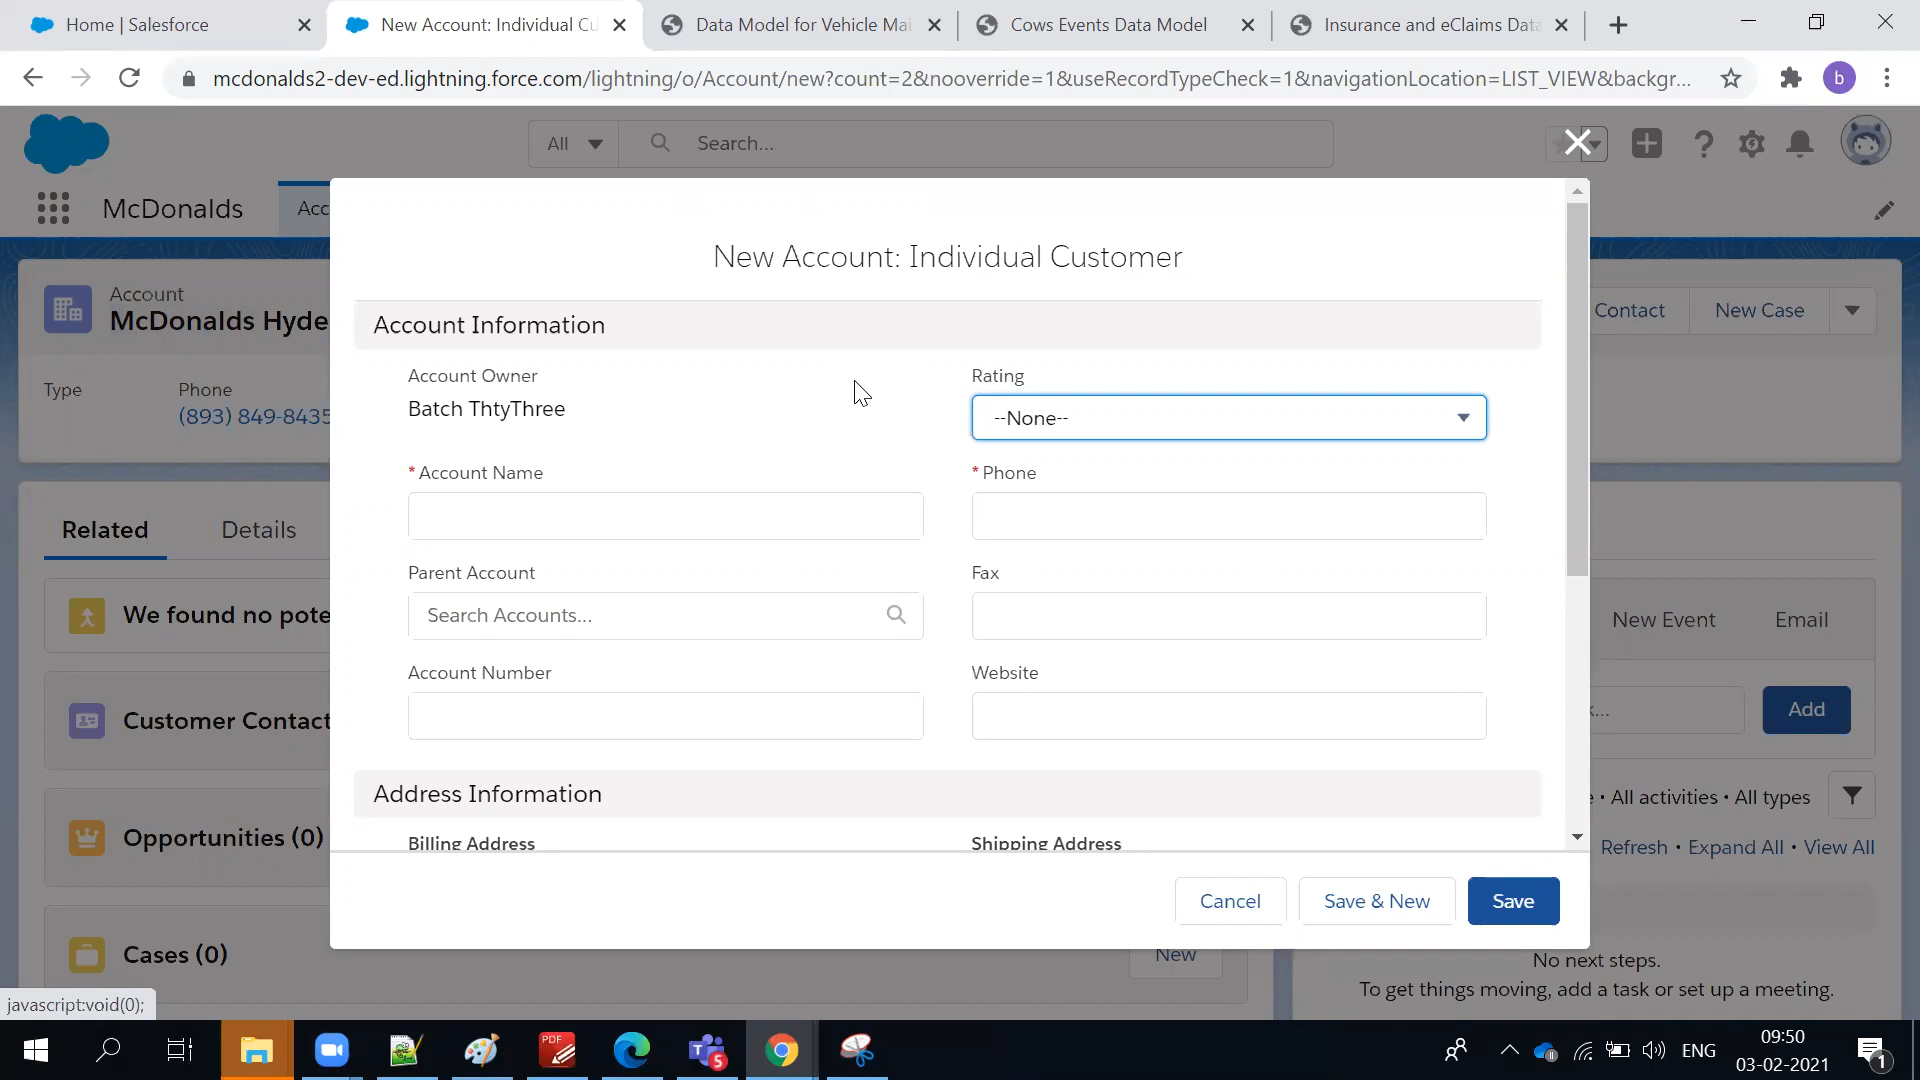 Home | Salesforce
New Account: Individual Cu
Data Model for Vehicle Mai
Cows Events Data Model
Insurance and eClaims Data
mcdonalds2-dev-ed.lightning.force.com/lightning/o/Account/new?count=2&nooverride=1&useRecordTypeCheck=1&navigationLocation=LIST_VIEW&backgr...
b
All
Search...
McDonalds
Acc
Account
McDonalds Hyde
Contact
New Case
Type
Phone
(893) 849-8435
Related
Details
We found no pote
Customer Contact
Opportunities (0)
Cases (0)
New Account: Individual Customer
Account Information
Account Owner
Batch ThtyThree
Rating
--None--
* Account Name
* Phone
Parent Account
Search Accounts...
Fax
Account Number
Website
Address Information
Billing Address
Shipping Address
Cancel
Save & New
Save
New
New Event
Email
Add
• All activities • All types
Refresh • Expand All • View All
No next steps.
To get things moving, add a task or set up a meeting.
javascript:void(0);
PDF
5
ENG
09:50
03-02-2021
1